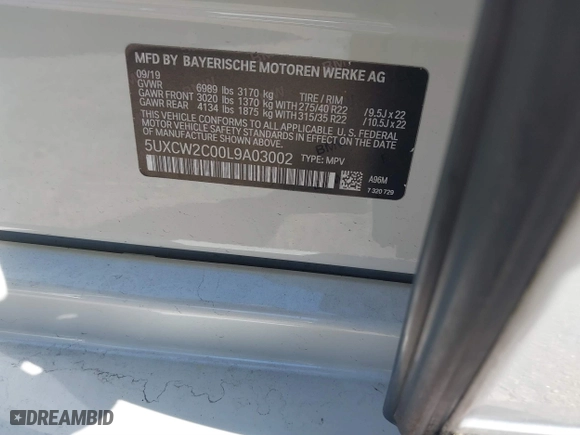 MFD BY BAYERISCHE MOTOREN WERKE AG
09/19
GVWR 6989 lbs 3170 kg TIRE / RIM
GAWR FRONT 3020 lbs 1370 kg WITH 275/40 R22 / 9.5J x 22
GAWR REAR 4134 lbs 1875 kg WITH 315/35 R22 / 10.5J x 22
THIS VEHICLE CONFORMS TO ALL APPLICABLE U.S. FEDERAL
MOTOR VEHICLE SAFETY STANDARDS IN EFFECT ON THE DATE OF
MANUFACTURE SHOWN ABOVE.
5UXCW2C00L9A03002 TYPE: MPV
A96M
7 320 729
DREAMBID